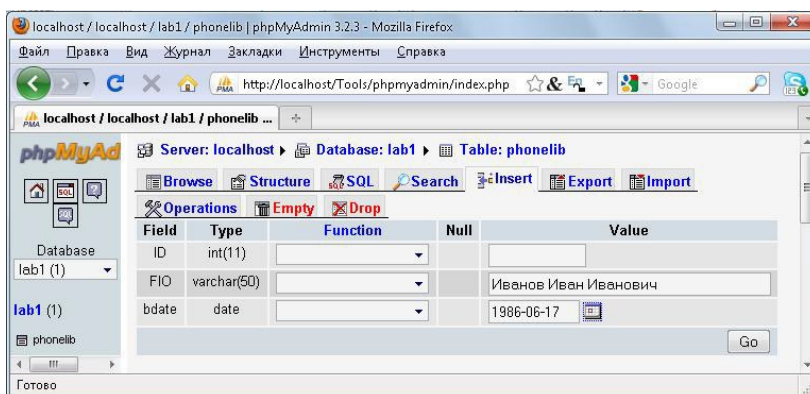 localhost / localhost / lab1 / phonelib | phpMyAdmin 3.2.3 - Mozilla Firefox
Файл Правка Вид Журнал Закладки Инструменты Справка
http://localhost/Tools/phpmyadmin/index.php Google
localhost / localhost / lab1 / phonelib ...
phpMyAd
Server: localhost Database: lab1 Table: phonelib
Browse Structure SQL Search Insert Export Import
Operations Empty Drop
SQL
Database
lab1 (1)
lab1 (1)
phonelib
Field Type Function Null Value
ID int(11)
FIO varchar(50) Иванов Иван Иванович
bdate date 1986-06-17
Go
Готово